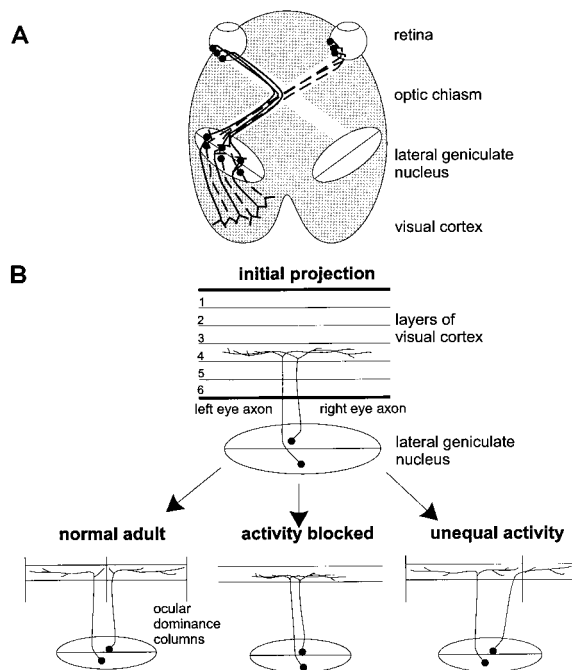 A
retina
optic chiasm
lateral geniculate
nucleus
visual cortex
B
initial projection
1
2
3
4
5
6
layers of
visual cortex
left eye axon
right eye axon
lateral geniculate
nucleus
normal adult
activity blocked
unequal activity
ocular
dominance
columns